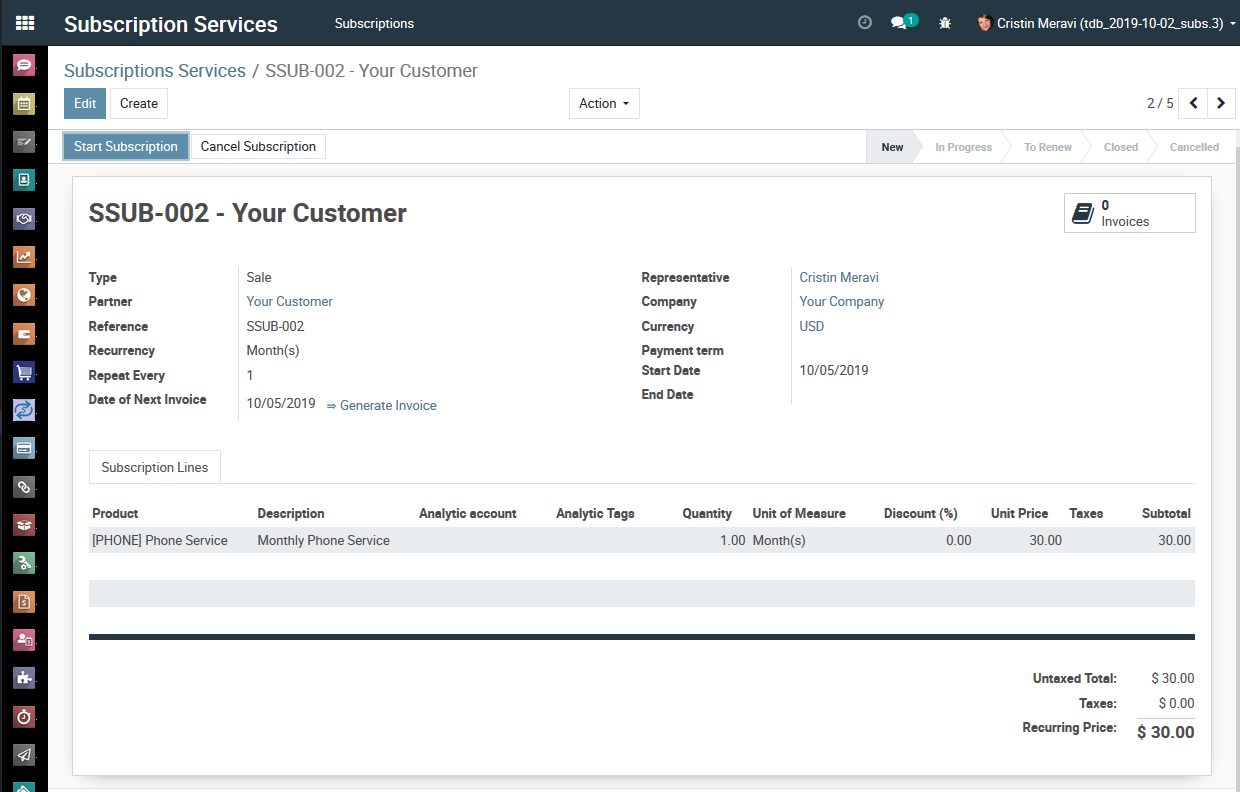 Subscription Services Subscriptions 1 Cristin Meravi (tdb_2019-10-02_subs.3)
Subscriptions Services / SSUB-002 - Your Customer
Edit Create Action 2 / 5
Start Subscription Cancel Subscription New In Progress To Renew Closed Cancelled
SSUB-002 - Your Customer
0
Invoices
Type Sale
Partner Your Customer
Reference SSUB-002
Recurrency Month(s)
Repeat Every 1
Date of Next Invoice 10/05/2019 ⇒ Generate Invoice
Representative Cristin Meravi
Company Your Company
Currency USD
Payment term
Start Date 10/05/2019
End Date
Subscription Lines
Product Description Analytic account Analytic Tags Quantity Unit of Measure Discount (%) Unit Price Taxes Subtotal
[PHONE] Phone Service Monthly Phone Service 1.00 Month(s) 0.00 30.00 30.00
Untaxed Total: $ 30.00
Taxes: $ 0.00
Recurring Price: $ 30.00